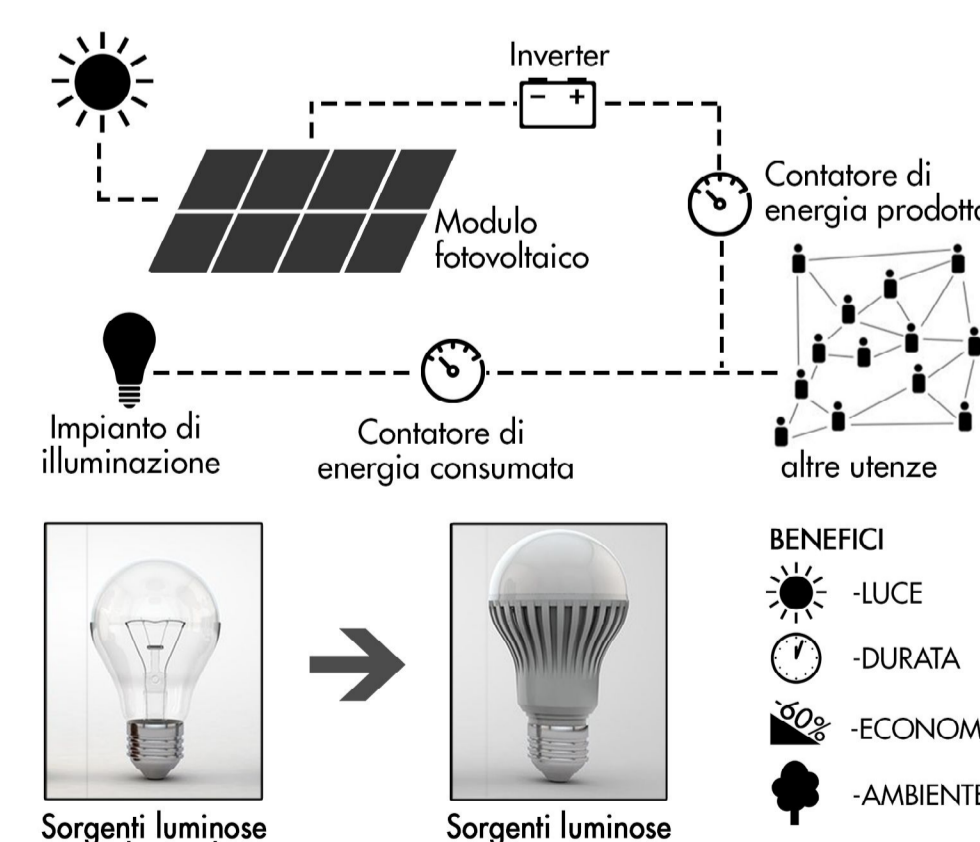 Inverter
Contatore di
energia prodotta
Modulo
fotovoltaico
Impianto di
illuminazione
Contatore di
energia consumata
altre utenze
BENEFICI
-LUCE
-DURATA
-60%
-ECONOM
-AMBIENTE
Sorgenti luminose
Sorgenti luminose